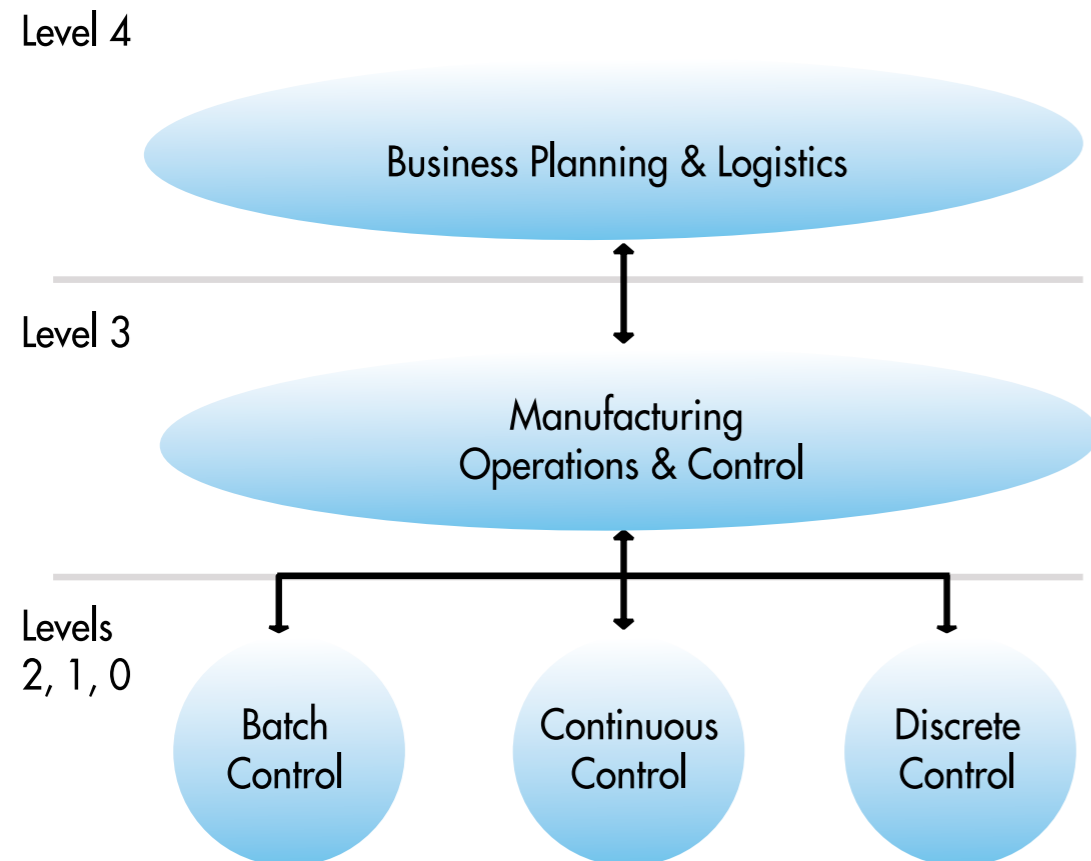 Level 4
Business Planning & Logistics
Level 3
Manufacturing
Operations & Control
Levels
2, 1, 0
Batch
Control
Continuous
Control
Discrete
Control